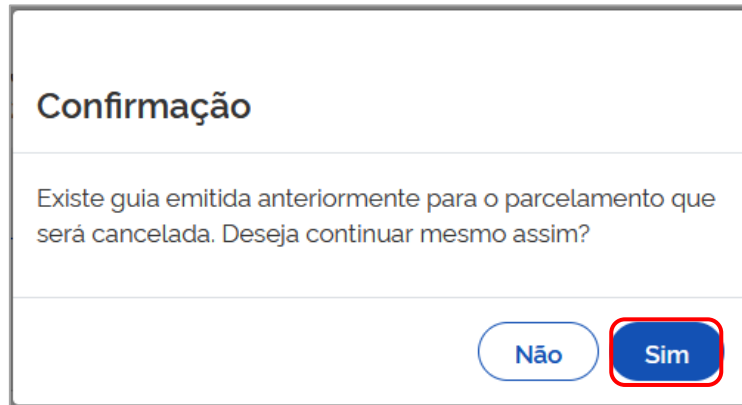 Confirmação
Existe guia emitida anteriormente para o parcelamento que
será cancelada. Deseja continuar mesmo assim?
Não
Sim